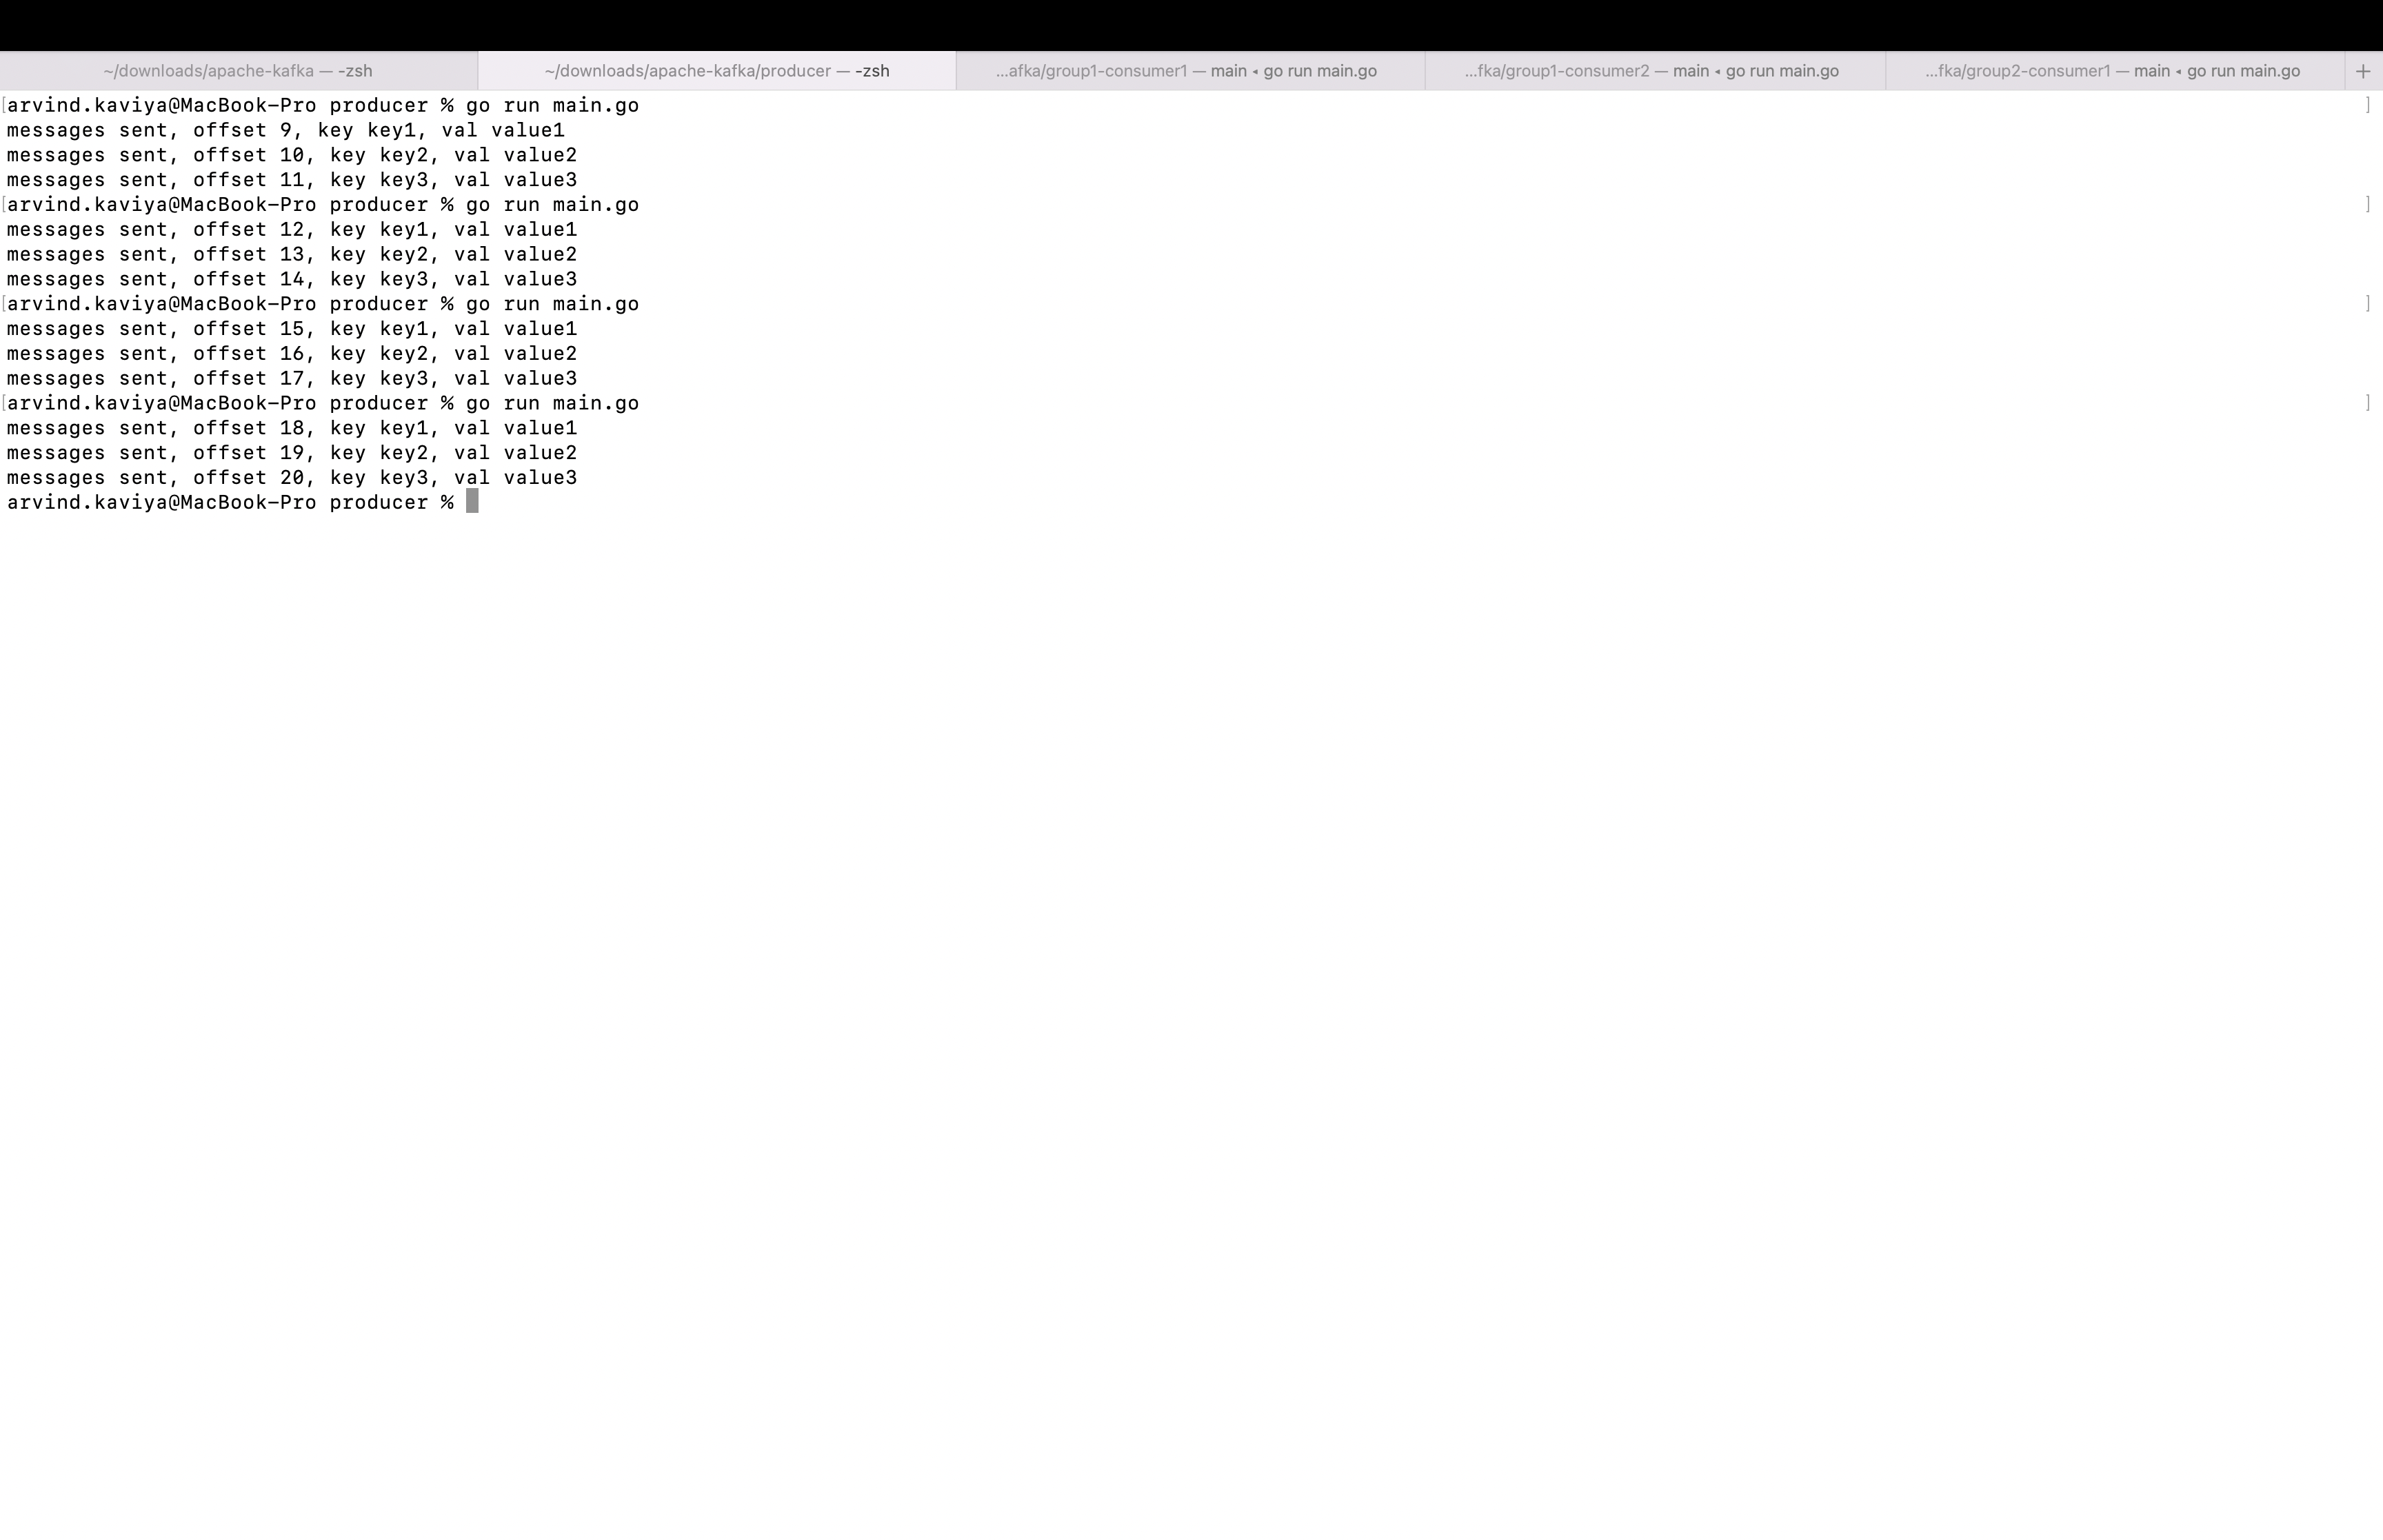 ~/downloads/apache-kafka — -zsh
~/downloads/apache-kafka/producer — -zsh
...afka/group1-consumer1 — main ◂ go run main.go
...fka/group1-consumer2 — main ◂ go run main.go
...fka/group2-consumer1 — main ◂ go run main.go
+
[arvind.kaviya@MacBook-Pro producer % go run main.go ]
messages sent, offset 9, key key1, val value1
messages sent, offset 10, key key2, val value2
messages sent, offset 11, key key3, val value3
[arvind.kaviya@MacBook-Pro producer % go run main.go ]
messages sent, offset 12, key key1, val value1
messages sent, offset 13, key key2, val value2
messages sent, offset 14, key key3, val value3
[arvind.kaviya@MacBook-Pro producer % go run main.go ]
messages sent, offset 15, key key1, val value1
messages sent, offset 16, key key2, val value2
messages sent, offset 17, key key3, val value3
[arvind.kaviya@MacBook-Pro producer % go run main.go ]
messages sent, offset 18, key key1, val value1
messages sent, offset 19, key key2, val value2
messages sent, offset 20, key key3, val value3
arvind.kaviya@MacBook-Pro producer %